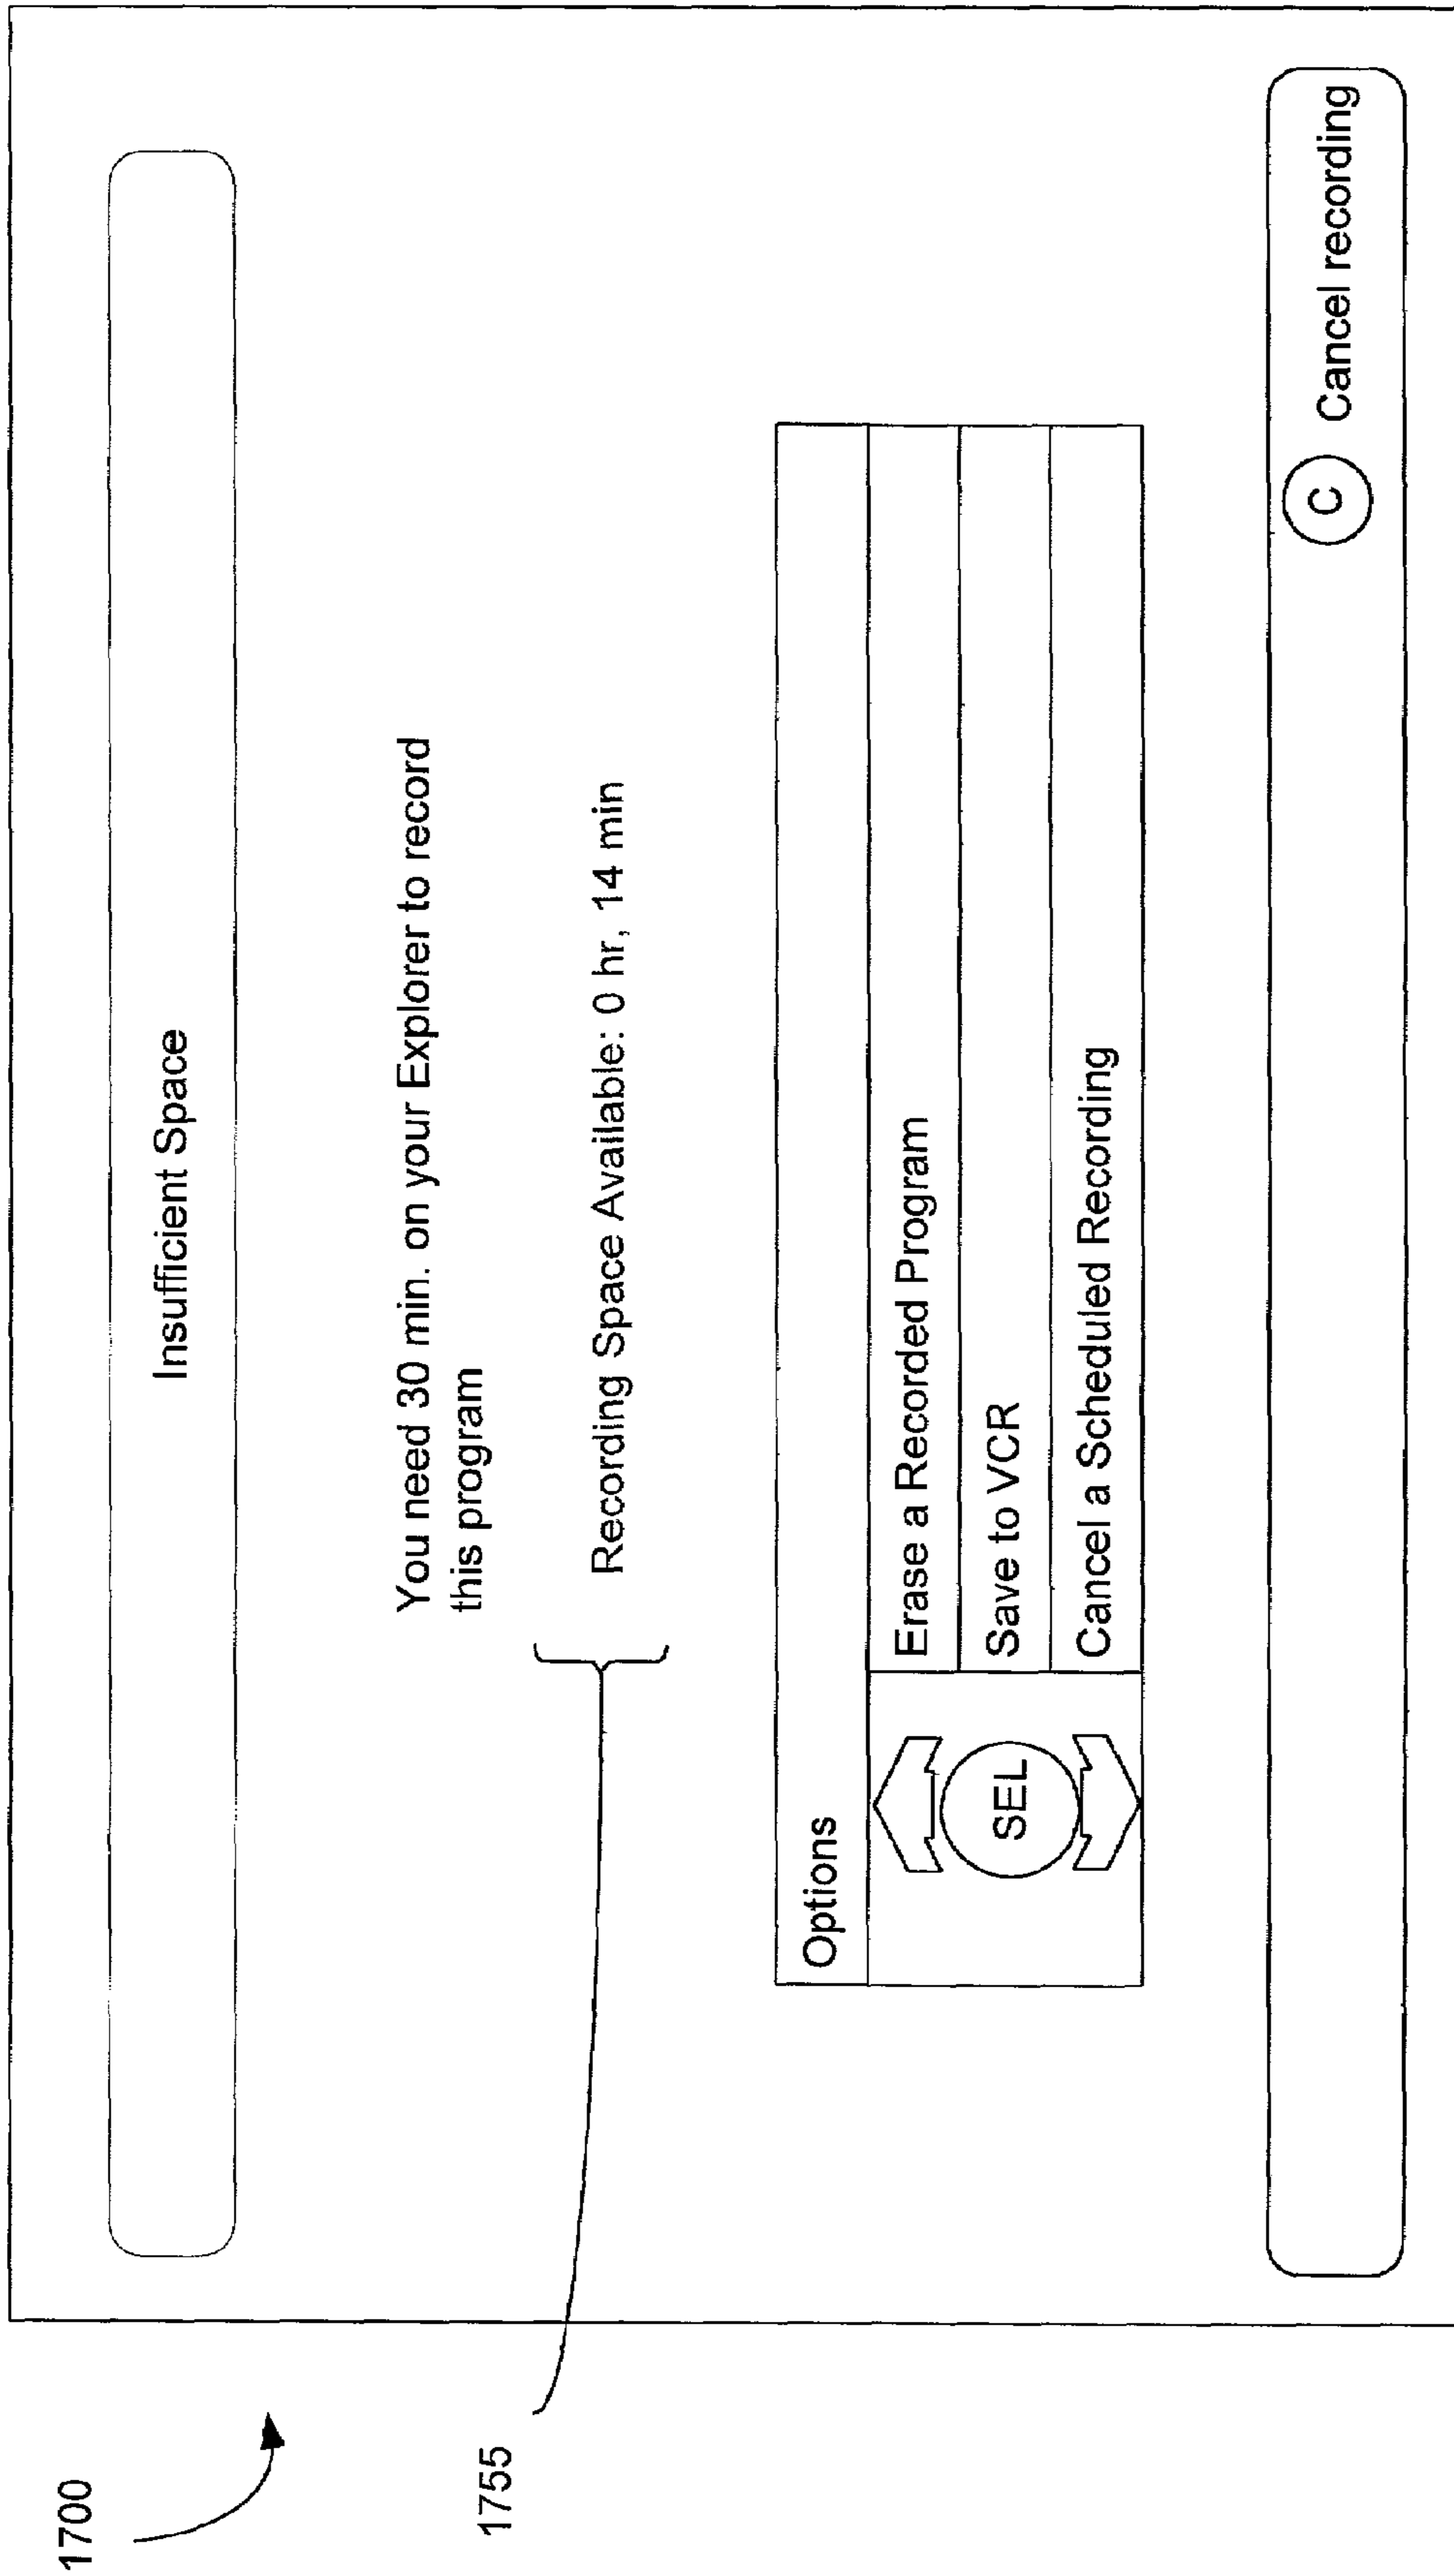 1700
Insufficient Space
You need 30 min. on your Explorer to record
this program
1755
Recording Space Available: 0 hr, 14 min
Options
SEL
Erase a Recorded Program
Save to VCR
Cancel a Scheduled Recording
C Cancel recording